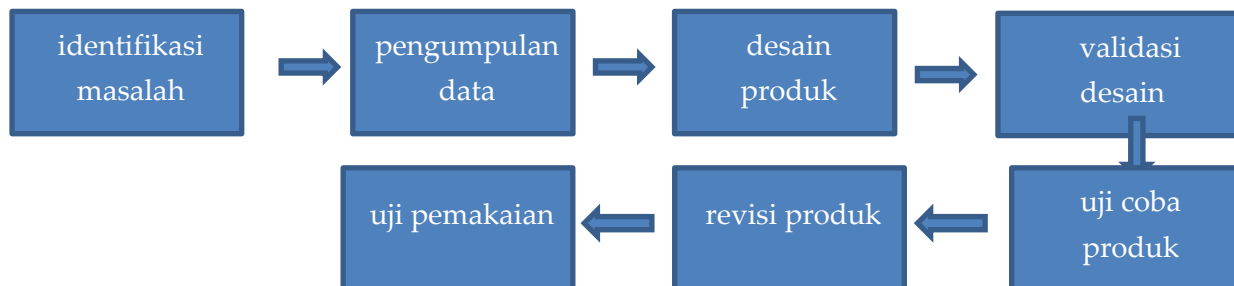 identifikasi
masalah
pengumpulan
data
desain
produk
validasi
desain
uji coba
produk
revisi produk
uji pemakaian